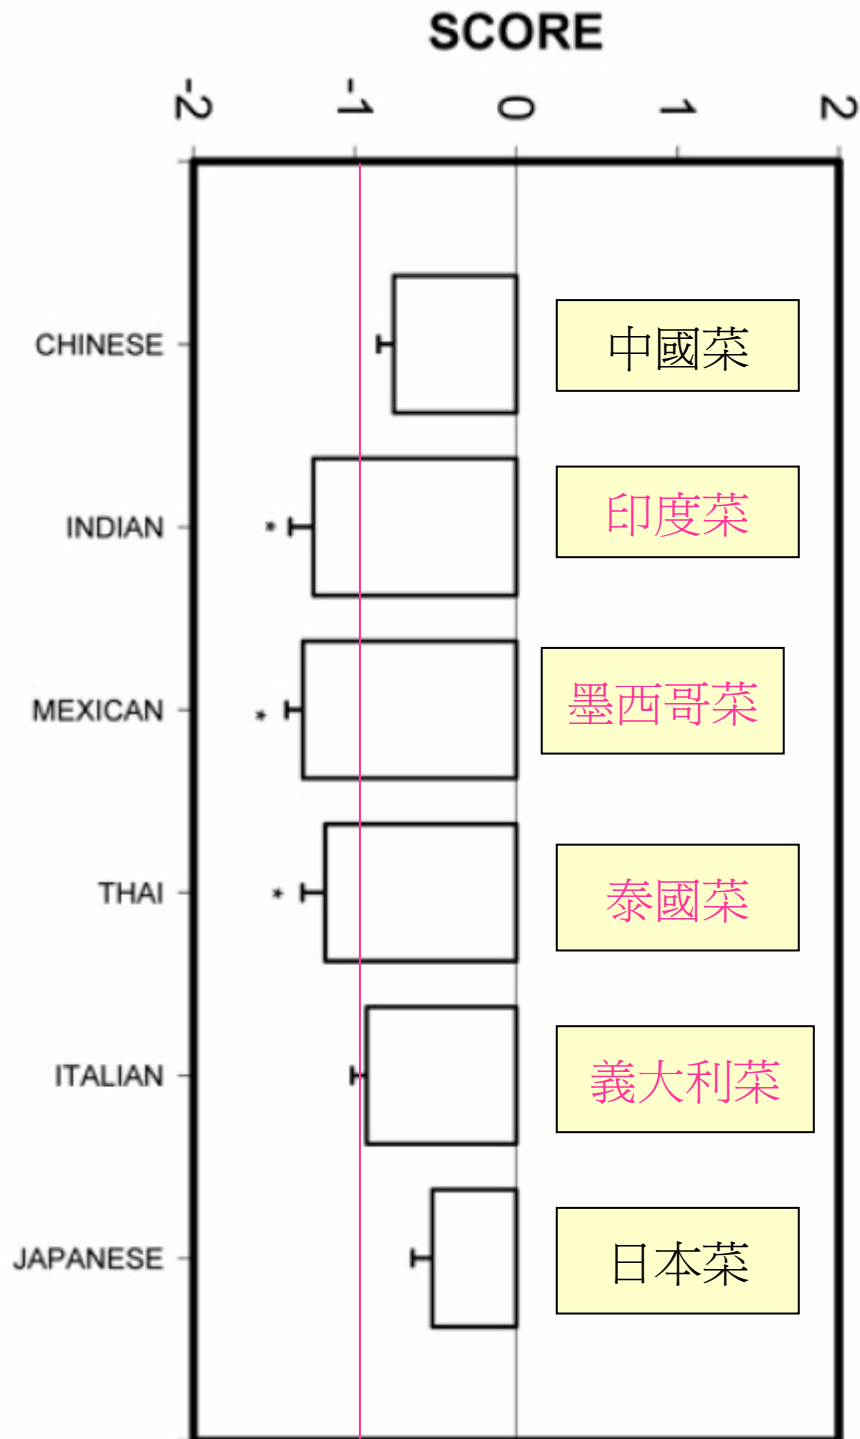 SCORE
-2 -1 0 1 2
CHINESE 中國菜
INDIAN * 印度菜
MEXICAN * 墨西哥菜
THAI * 泰國菜
ITALIAN 義大利菜
JAPANESE 日本菜